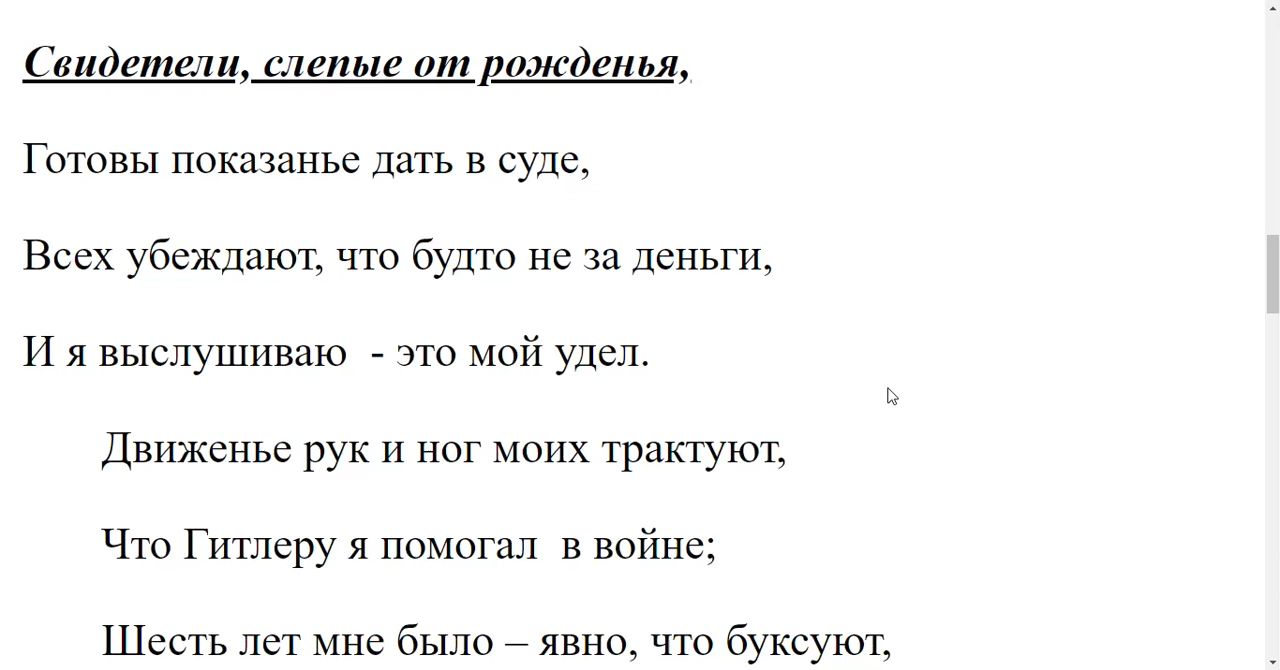 Свидетели, слепые от рожденья,
Готовы показанье дать в суде,
Всех убеждают, что будто не за деньги,
И я выслушиваю  - это мой удел.
Движенье рук и ног моих трактуют,
Что Гитлеру я помогал  в войне;
Шесть лет мне было – явно, что буксуют,